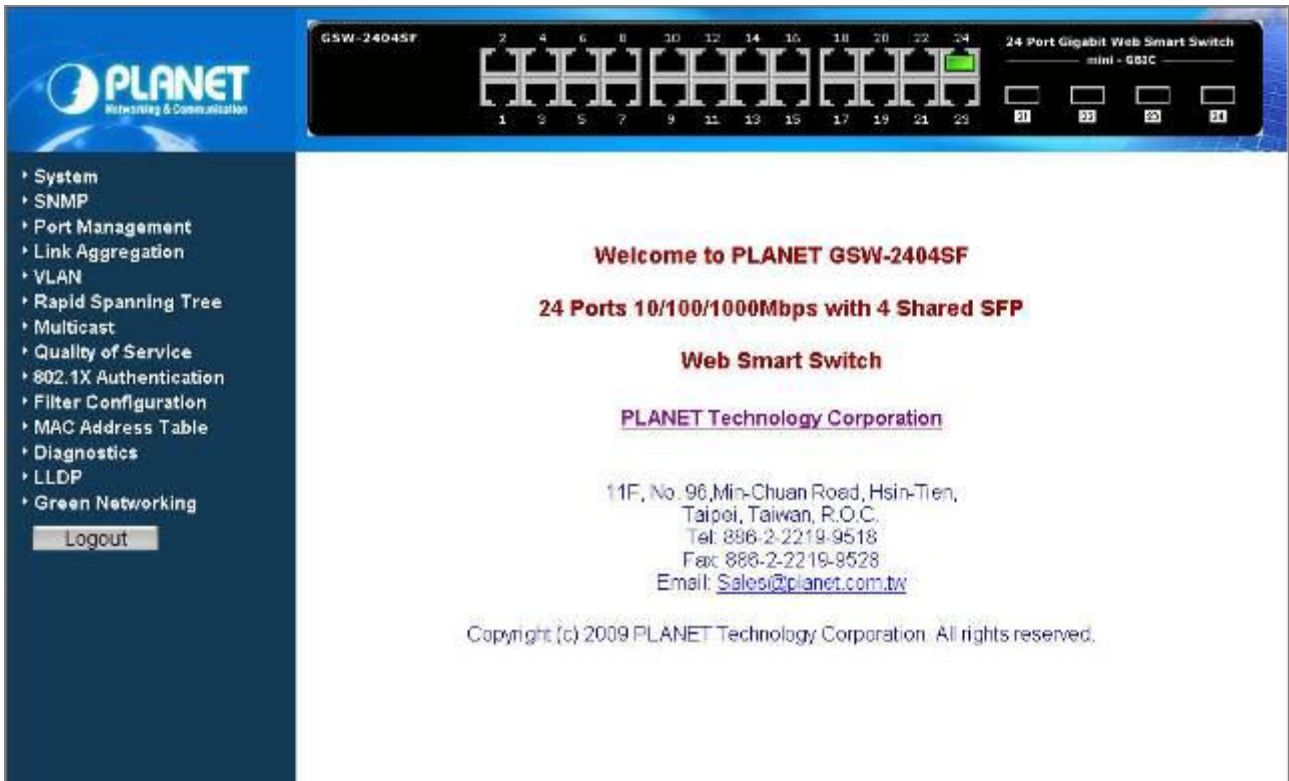 PLANET
Networking & Communication
GSW-2404SF
2 4 6 8 10 12 14 16 18 20 22 24
1 3 5 7 9 11 13 15 17 19 21 23
24 Port Gigabit Web Smart Switch
mini - GBIC
21 22 23 24
System
SNMP
Port Management
Link Aggregation
VLAN
Rapid Spanning Tree
Multicast
Quality of Service
802.1X Authentication
Filter Configuration
MAC Address Table
Diagnostics
LLDP
Green Networking
Logout
Welcome to PLANET GSW-2404SF
24 Ports 10/100/1000Mbps with 4 Shared SFP
Web Smart Switch
PLANET Technology Corporation
11F, No. 96,Min-Chuan Road, Hsin-Tien,
Taipei, Taiwan, R.O.C.
Tel: 886-2-2219-9518
Fax: 886-2-2219-9528
Email: Sales@planet.com.tw
Copyright (c) 2009 PLANET Technology Corporation. All rights reserved.